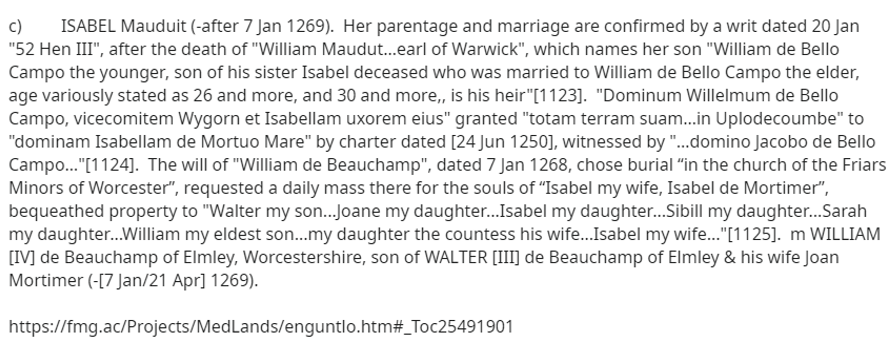 c)       ISABEL Mauduit (-after 7 Jan 1269).  Her parentage and marriage are confirmed by a writ dated 20 Jan
"52 Hen III", after the death of "William Maudut...earl of Warwick", which names her son "William de Bello
Campo the younger, son of his sister Isabel deceased who was married to William de Bello Campo the elder,
age variously stated as 26 and more, and 30 and more,, is his heir"[1123].  "Dominum Willelmum de Bello
Campo, vicecomitem Wygorn et Isabellam uxorem eius" granted "totam terram suam...in Uplodecoumbe" to
"dominam Isabellam de Mortuo Mare" by charter dated [24 Jun 1250], witnessed by "...domino Jacobo de Bello
Campo..."[1124].  The will of "William de Beauchamp", dated 7 Jan 1268, chose burial “in the church of the Friars
Minors of Worcester”, requested a daily mass there for the souls of “Isabel my wife, Isabel de Mortimer”,
bequeathed property to "Walter my son...Joane my daughter...Isabel my daughter...Sibill my daughter...Sarah
my daughter...William my eldest son...my daughter the countess his wife...Isabel my wife..."[1125].  m WILLIAM
[IV] de Beauchamp of Elmley, Worcestershire, son of WALTER [III] de Beauchamp of Elmley & his wife Joan
Mortimer (-[7 Jan/21 Apr] 1269).
https://fmg.ac/Projects/MedLands/enguntlo.htm#_Toc25491901